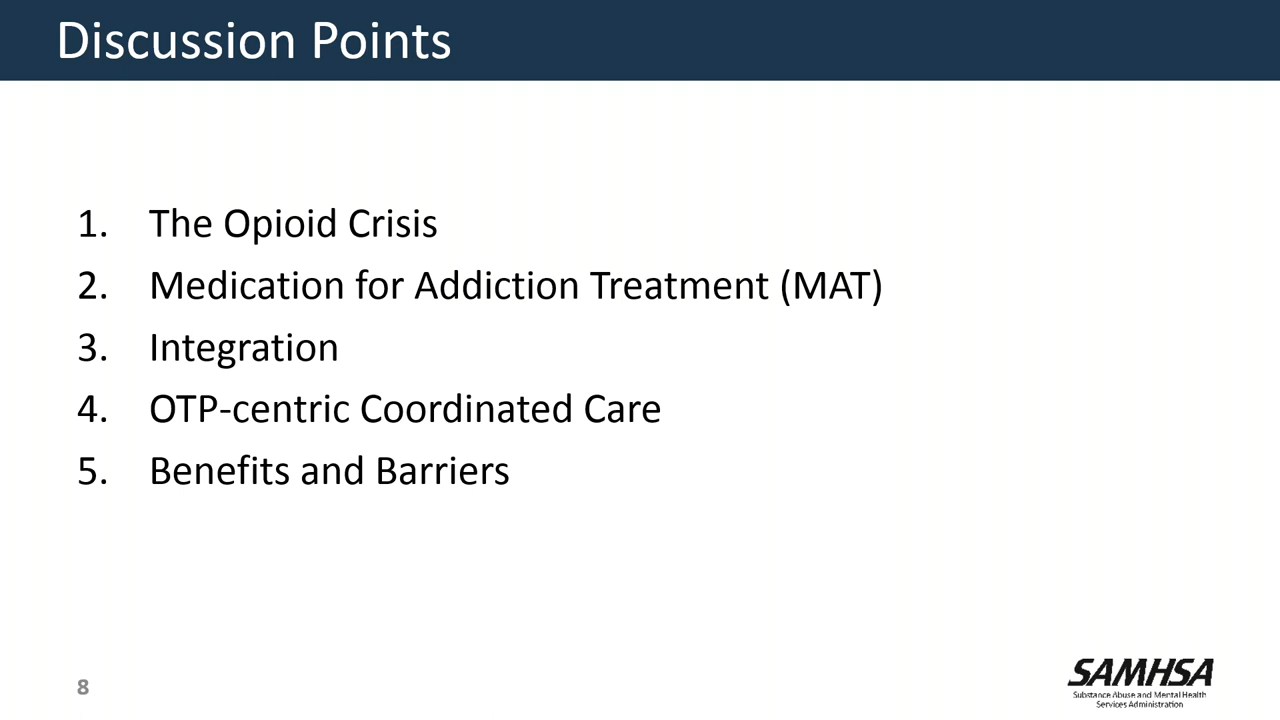 Discussion Points
1. The Opioid Crisis
2. Medication for Addiction Treatment (MAT)
3. Integration
4. OTP-centric Coordinated Care
5. Benefits and Barriers
8
SAMHSA
Substance Abuse and Mental Health
Services Administration